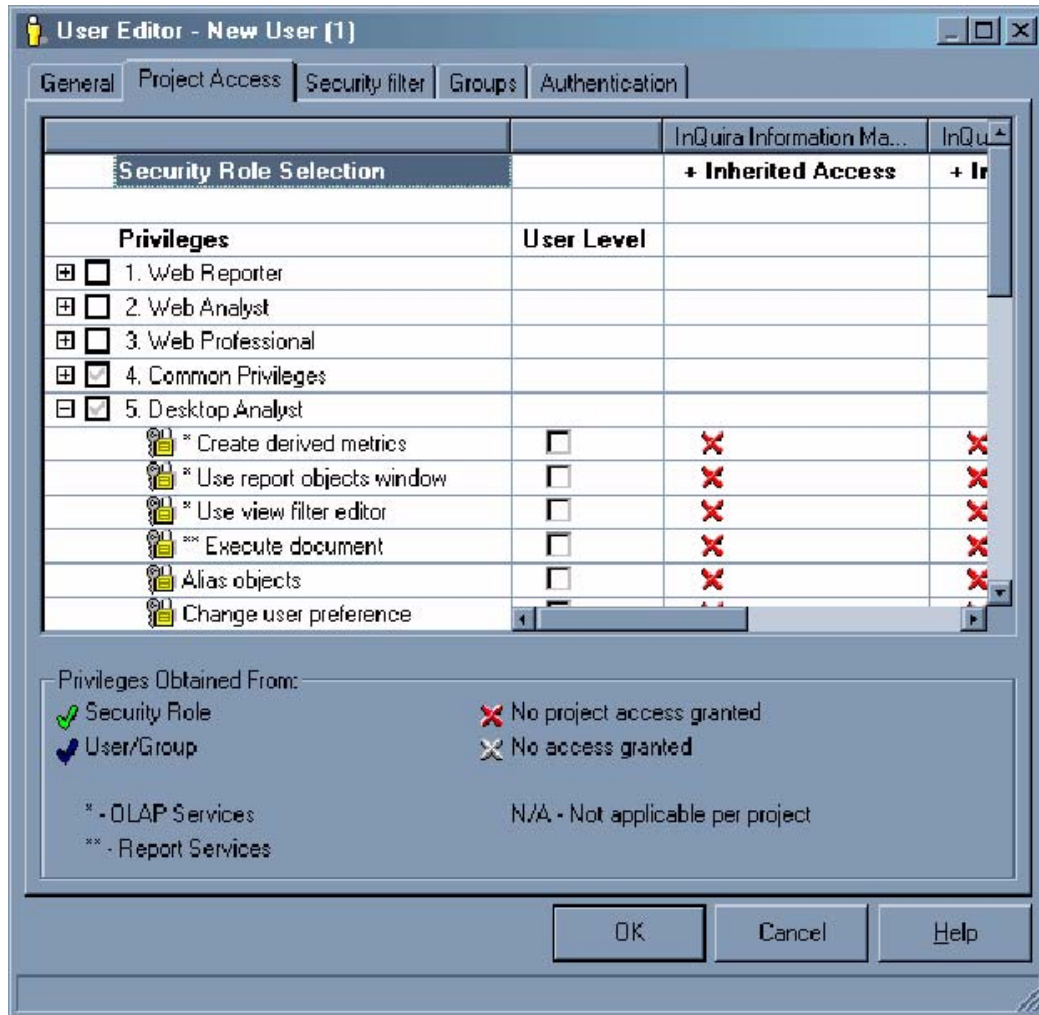 User Editor - New User (1)
General Project Access Security filter Groups Authentication
InQuira Information Ma... InQu
Security Role Selection + Inherited Access + In
Privileges User Level
1. Web Reporter
2. Web Analyst
3. Web Professional
4. Common Privileges
5. Desktop Analyst
* Create derived metrics
* Use report objects window
* Use view filter editor
** Execute document
Alias objects
Change user preference
Privileges Obtained From:
Security Role No project access granted
User/Group No access granted
* - OLAP Services N/A - Not applicable per project
** - Report Services
OK Cancel Help